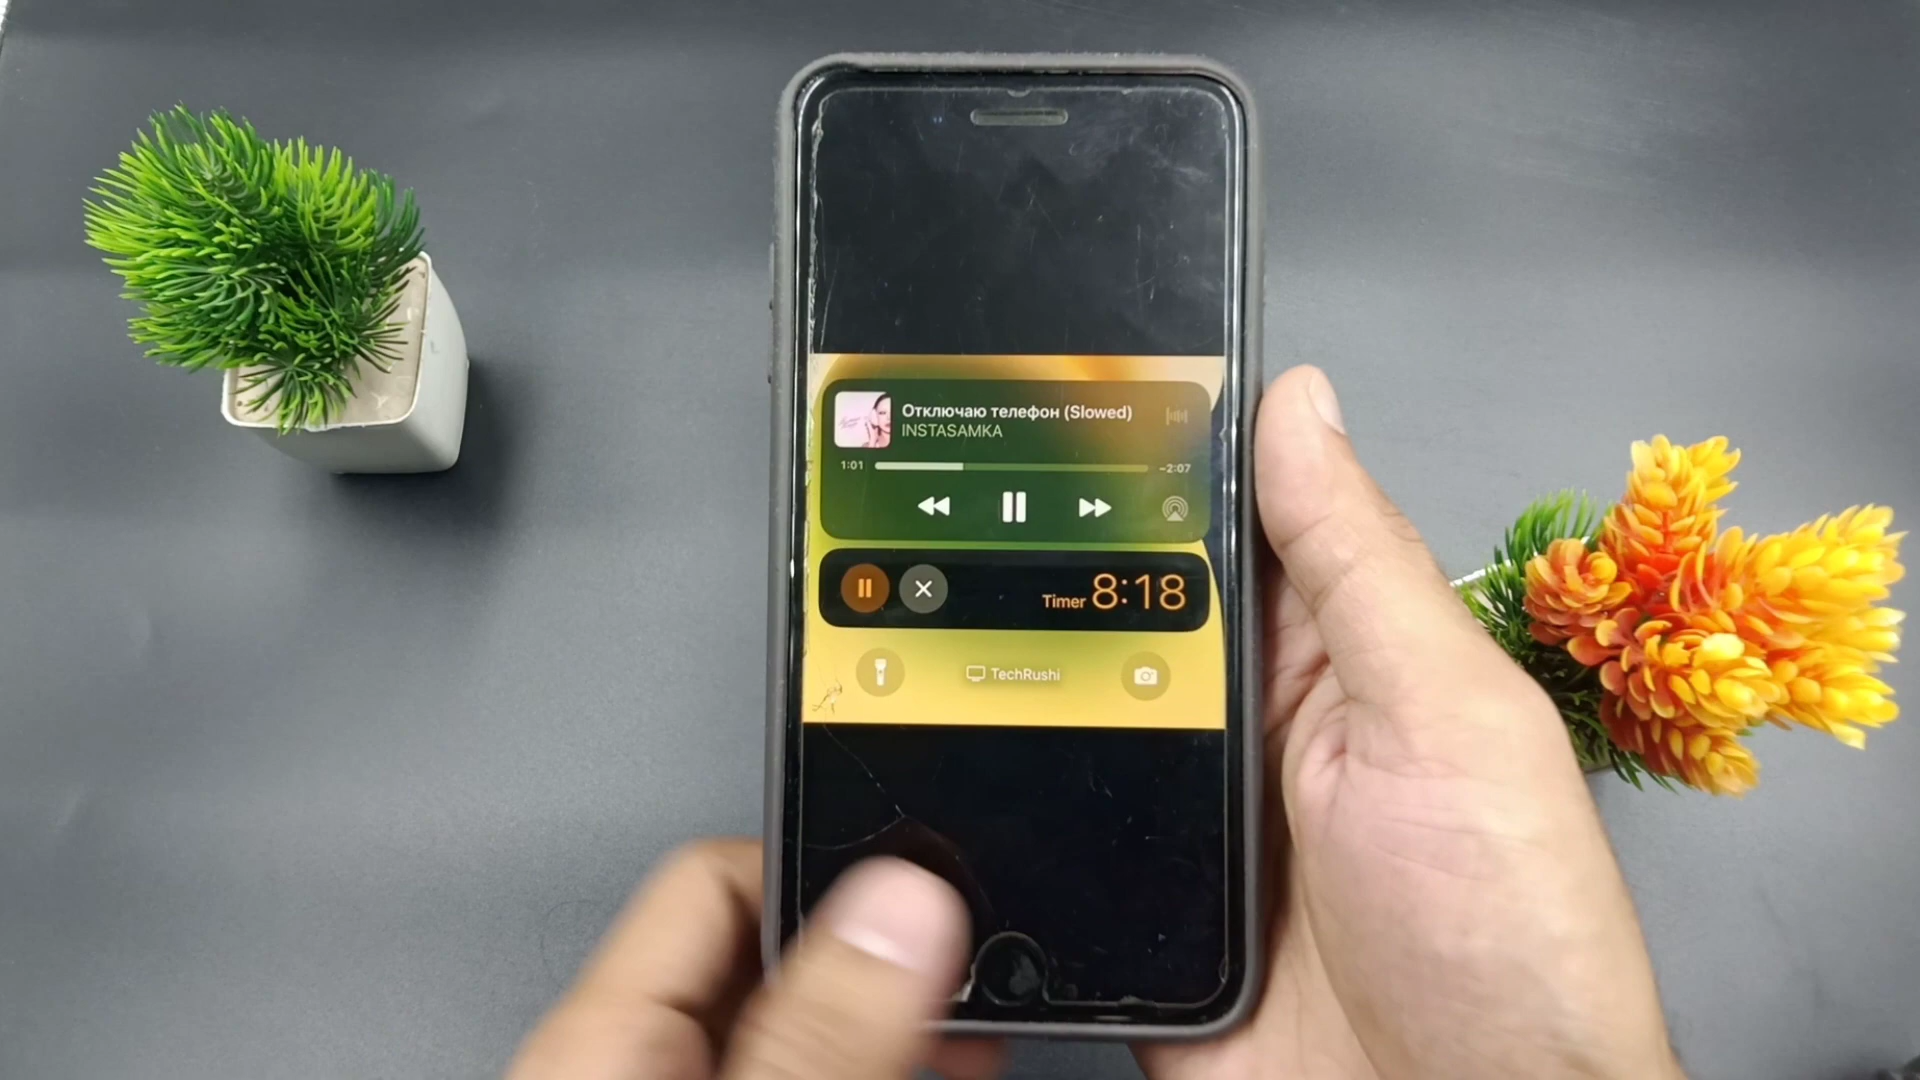 Отключаю телефон (Slowed)
INSTASAMKA
1:01
-2:07
Timer 8:18
TechRushi